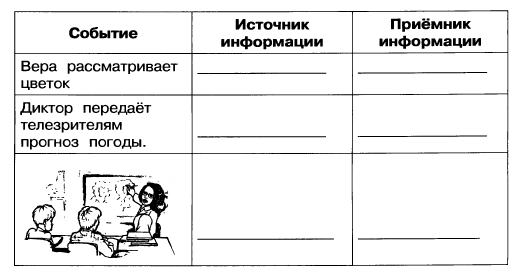 Событие
Источник
информации
Приёмник
информации
Вера рассматривает
цветок
Диктор передаёт
телезрителям
прогноз погоды.